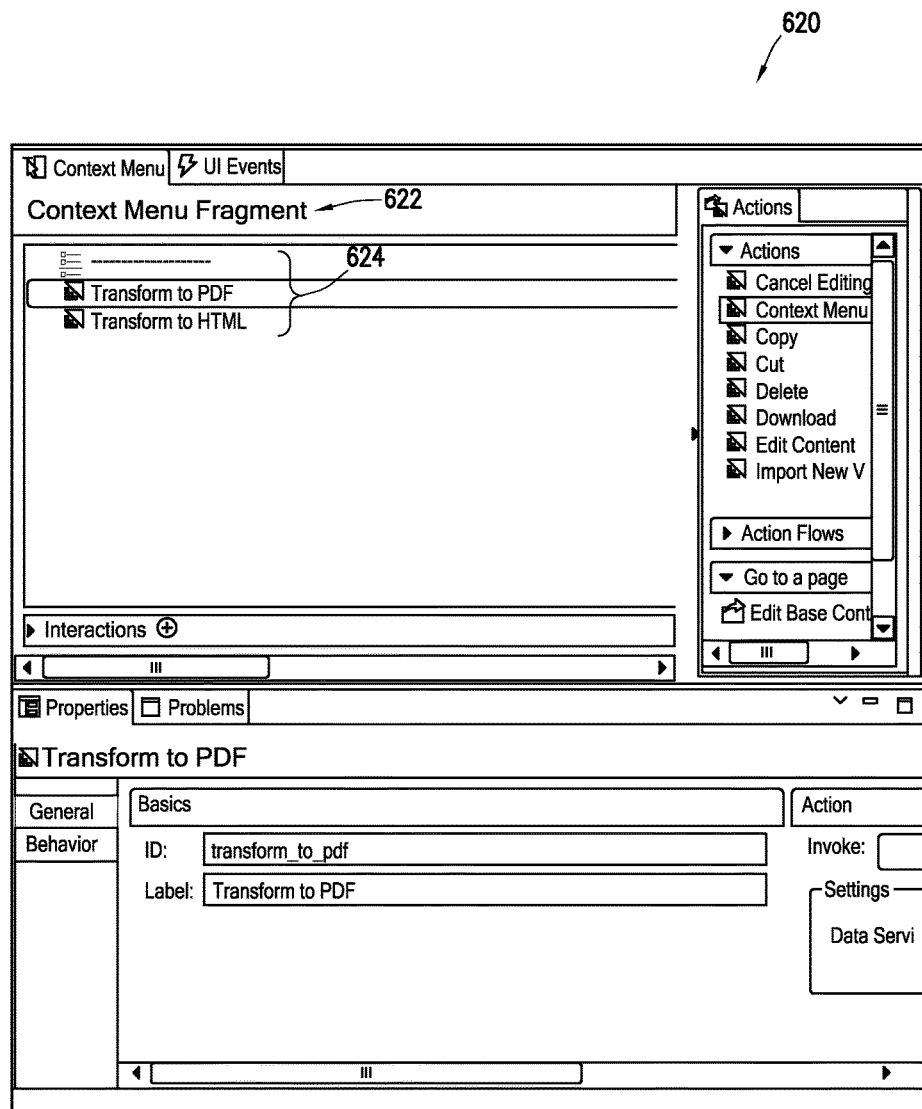 620
Context Menu UI Events
Context Menu Fragment 622
624
Transform to PDF
Transform to HTML
Interactions
Actions
Actions
Cancel Editing
Context Menu
Copy
Cut
Delete
Download
Edit Content
Import New V
Action Flows
Go to a page
Edit Base Cont
Properties Problems
Transform to PDF
General
Behavior
Basics
ID: transform_to_pdf
Label: Transform to PDF
Action
Invoke:
Settings
Data Servi